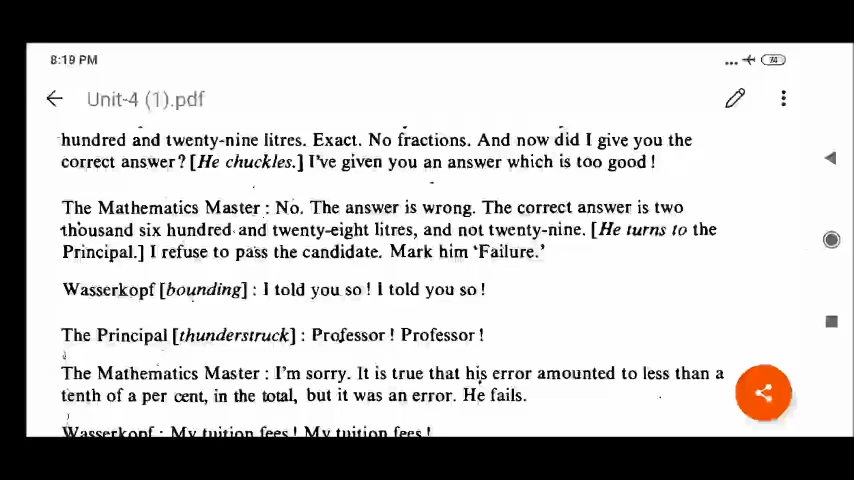 8:19 PM
74
Unit-4 (1).pdf
hundred and twenty-nine litres. Exact. No fractions. And now did I give you the
correct answer? [He chuckles.] I've given you an answer which is too good !
The Mathematics Master : No. The answer is wrong. The correct answer is two
thousand six hundred and twenty-eight litres, and not twenty-nine. [He turns to the
Principal.] I refuse to pass the candidate. Mark him 'Failure.'
Wasserkopf [bounding] : I told you so ! I told you so !
The Principal [thunderstruck] : Professor ! Professor !
The Mathematics Master : I'm sorry. It is true that his error amounted to less than a
tenth of a per cent, in the total, but it was an error. He fails.
Wasserkopf : My tuition fees ! My tuition fees !